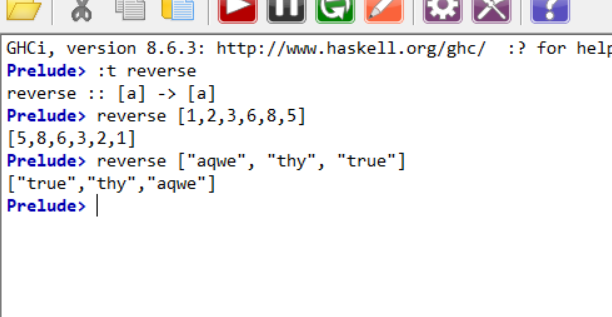 GHCi, version 8.6.3: http://www.haskell.org/ghc/  :? for help
Prelude> :t reverse
reverse :: [a] -> [a]
Prelude> reverse [1,2,3,6,8,5]
[5,8,6,3,2,1]
Prelude> reverse ["aqwe", "thy", "true"]
["true","thy","aqwe"]
Prelude>